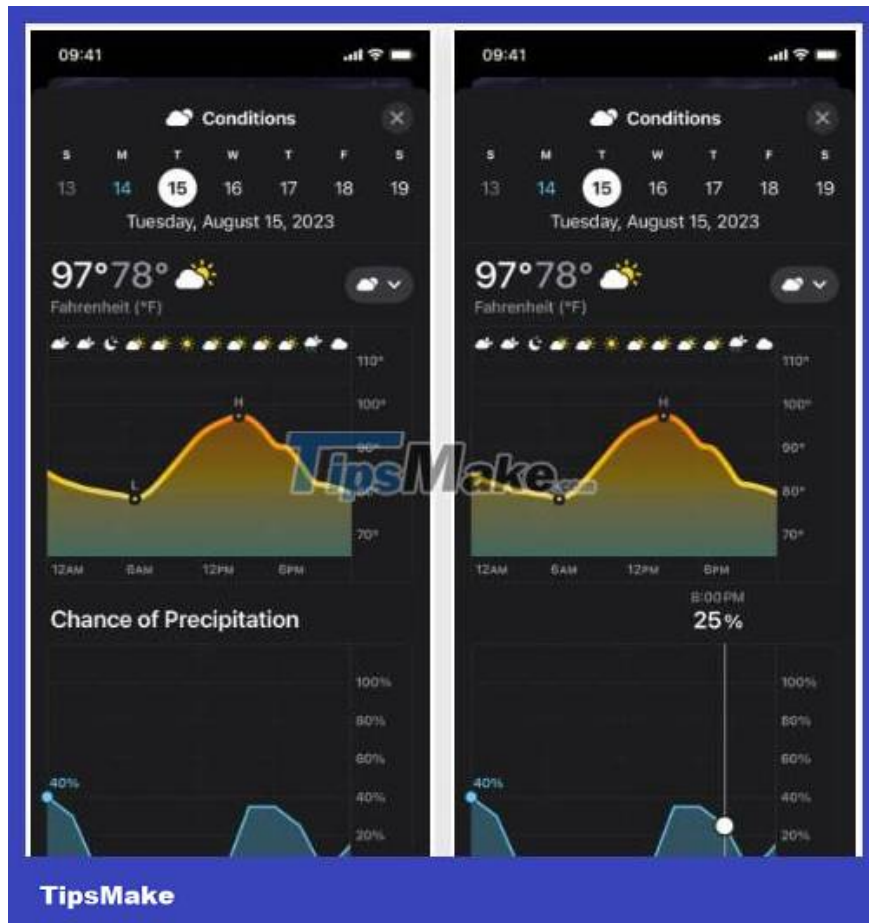 09:41
Conditions
S M T W T F S
13 14 15 16 17 18 19
Tuesday, August 15, 2023
97° 78°
Fahrenheit (°F)
110°
100°
90°
80°
70°
H
L
12AM 6AM 12PM 6PM
Chance of Precipitation
100%
80%
60%
40%
20%
40%
09:41
Conditions
S M T W T F S
13 14 15 16 17 18 19
Tuesday, August 15, 2023
97° 78°
Fahrenheit (°F)
110°
100°
90°
80°
70°
H
12AM 6AM 12PM 6PM
8:00PM
25%
100%
80%
60%
40%
20%
40%
TipsMake.com
TipsMake